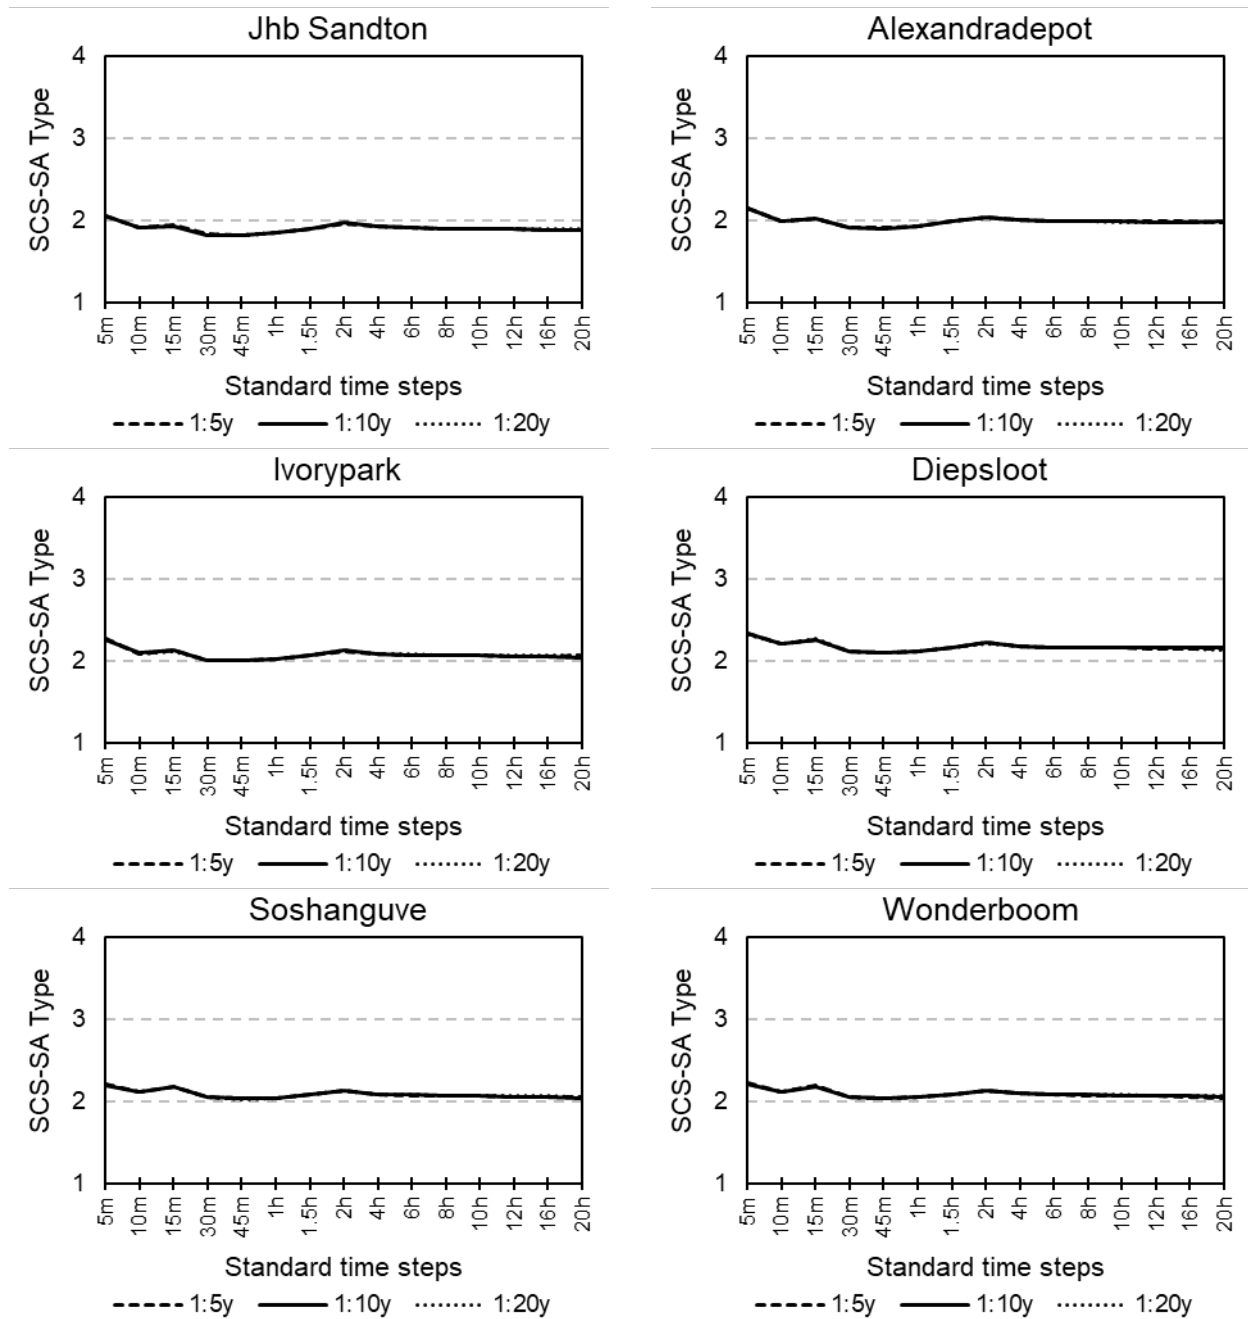 Jhb Sandton
SCS-SA Type
4
3
2
1
5m 10m 15m 30m 45m 1h 1.5h 2h 4h 6h 8h 10h 12h 16h 20h
Standard time steps
1:5y 1:10y 1:20y
Alexandradepot
SCS-SA Type
4
3
2
1
5m 10m 15m 30m 45m 1h 1.5h 2h 4h 6h 8h 10h 12h 16h 20h
Standard time steps
1:5y 1:10y 1:20y
Ivorypark
SCS-SA Type
4
3
2
1
5m 10m 15m 30m 45m 1h 1.5h 2h 4h 6h 8h 10h 12h 16h 20h
Standard time steps
1:5y 1:10y 1:20y
Diepsloot
SCS-SA Type
4
3
2
1
5m 10m 15m 30m 45m 1h 1.5h 2h 4h 6h 8h 10h 12h 16h 20h
Standard time steps
1:5y 1:10y 1:20y
Soshanguve
SCS-SA Type
4
3
2
1
5m 10m 15m 30m 45m 1h 1.5h 2h 4h 6h 8h 10h 12h 16h 20h
Standard time steps
1:5y 1:10y 1:20y
Wonderboom
SCS-SA Type
4
3
2
1
5m 10m 15m 30m 45m 1h 1.5h 2h 4h 6h 8h 10h 12h 16h 20h
Standard time steps
1:5y 1:10y 1:20y